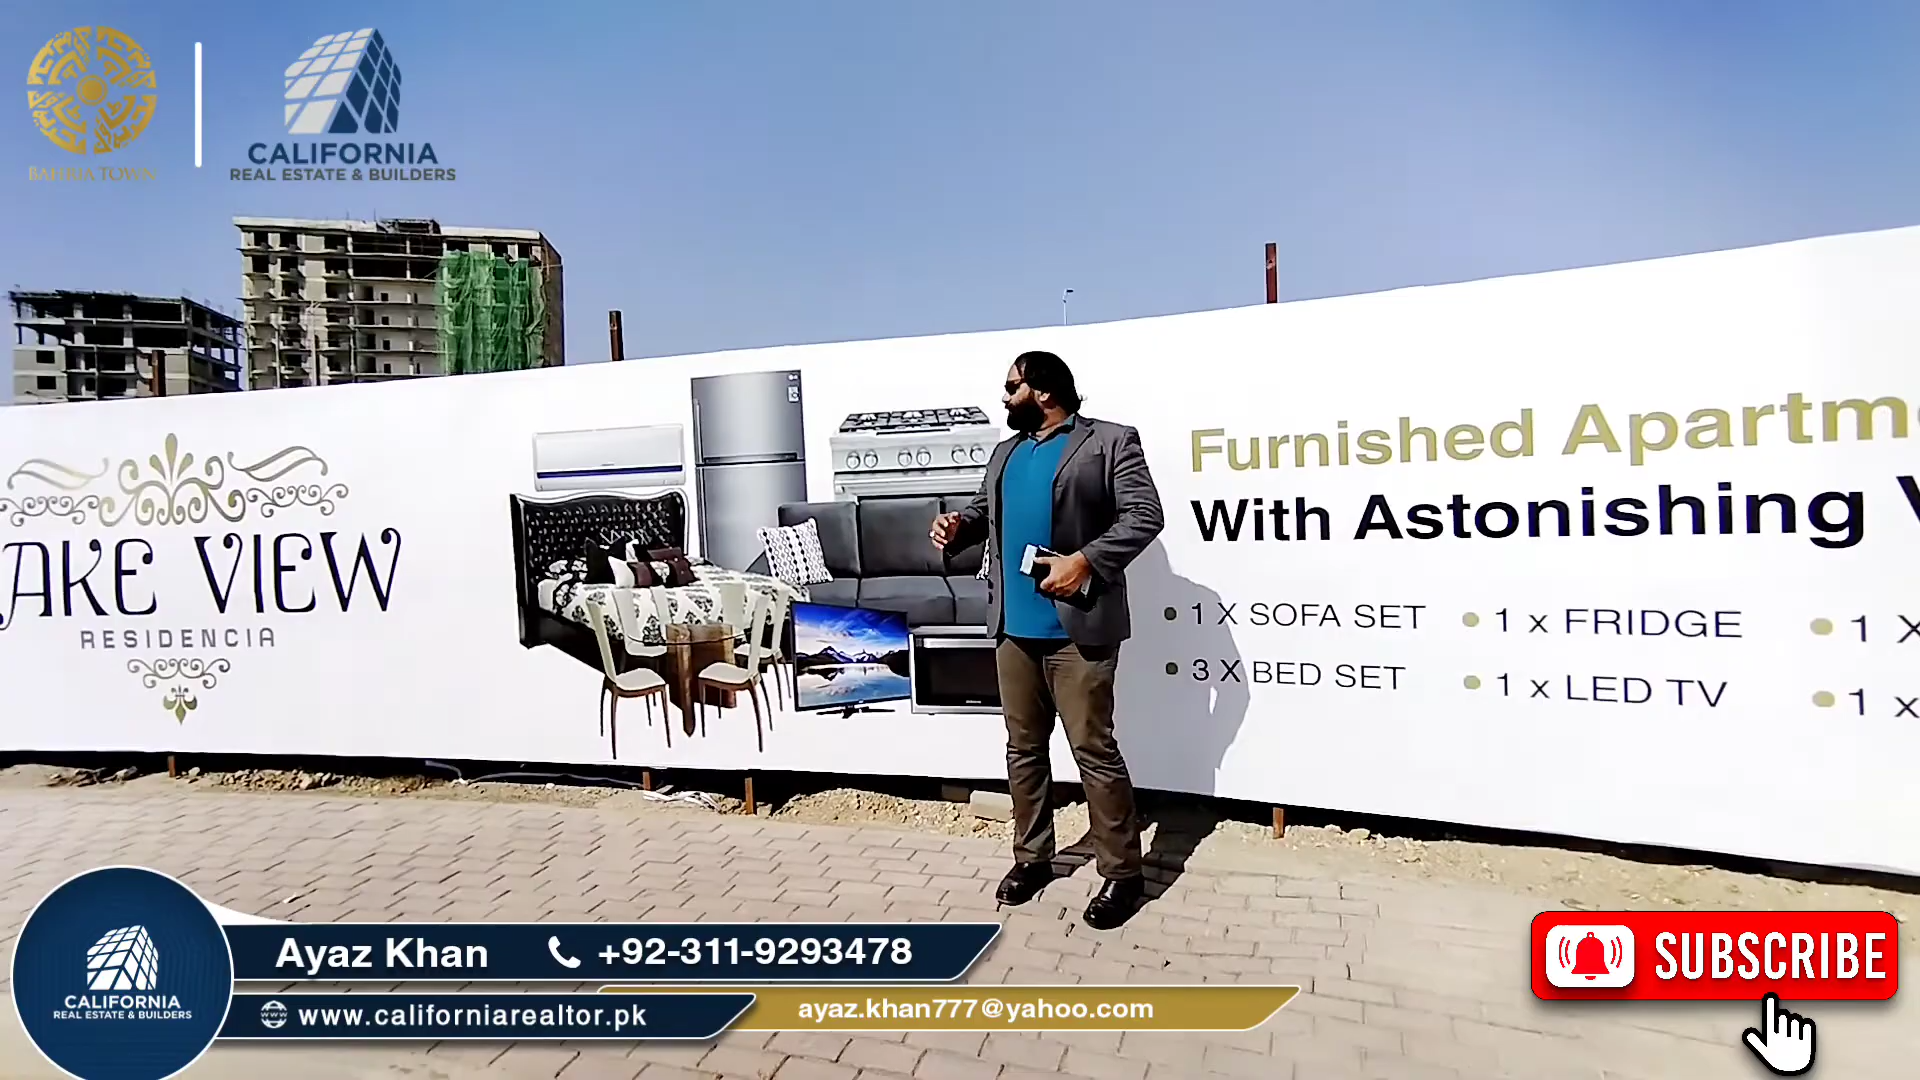 BAHRIA TOWN
CALIFORNIA
REAL ESTATE & BUILDERS
AKE VIEW
RESIDENCIA
Furnished Apartm
With Astonishing V
1 X SOFA SET
1 x FRIDGE
1 X
3 X BED SET
1 x LED TV
1 x
CALIFORNIA
REAL ESTATE & BUILDERS
Ayaz Khan
+92-311-9293478
www.californiarealtor.pk
ayaz.khan777@yahoo.com
SUBSCRIBE